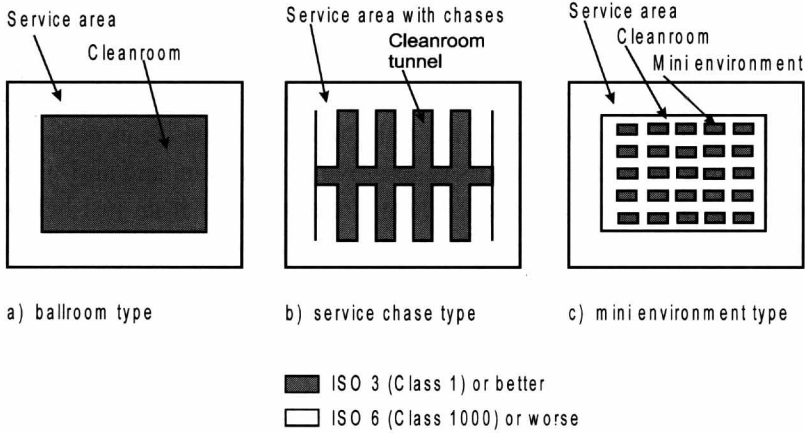 Service area
Cleanroom
Service area with chases
Cleanroom
tunnel
Service area
Cleanroom
Mini environment
a) ballroom type
b) service chase type
c) mini environment type
ISO 3 (Class 1) or better
ISO 6 (Class 1000) or worse